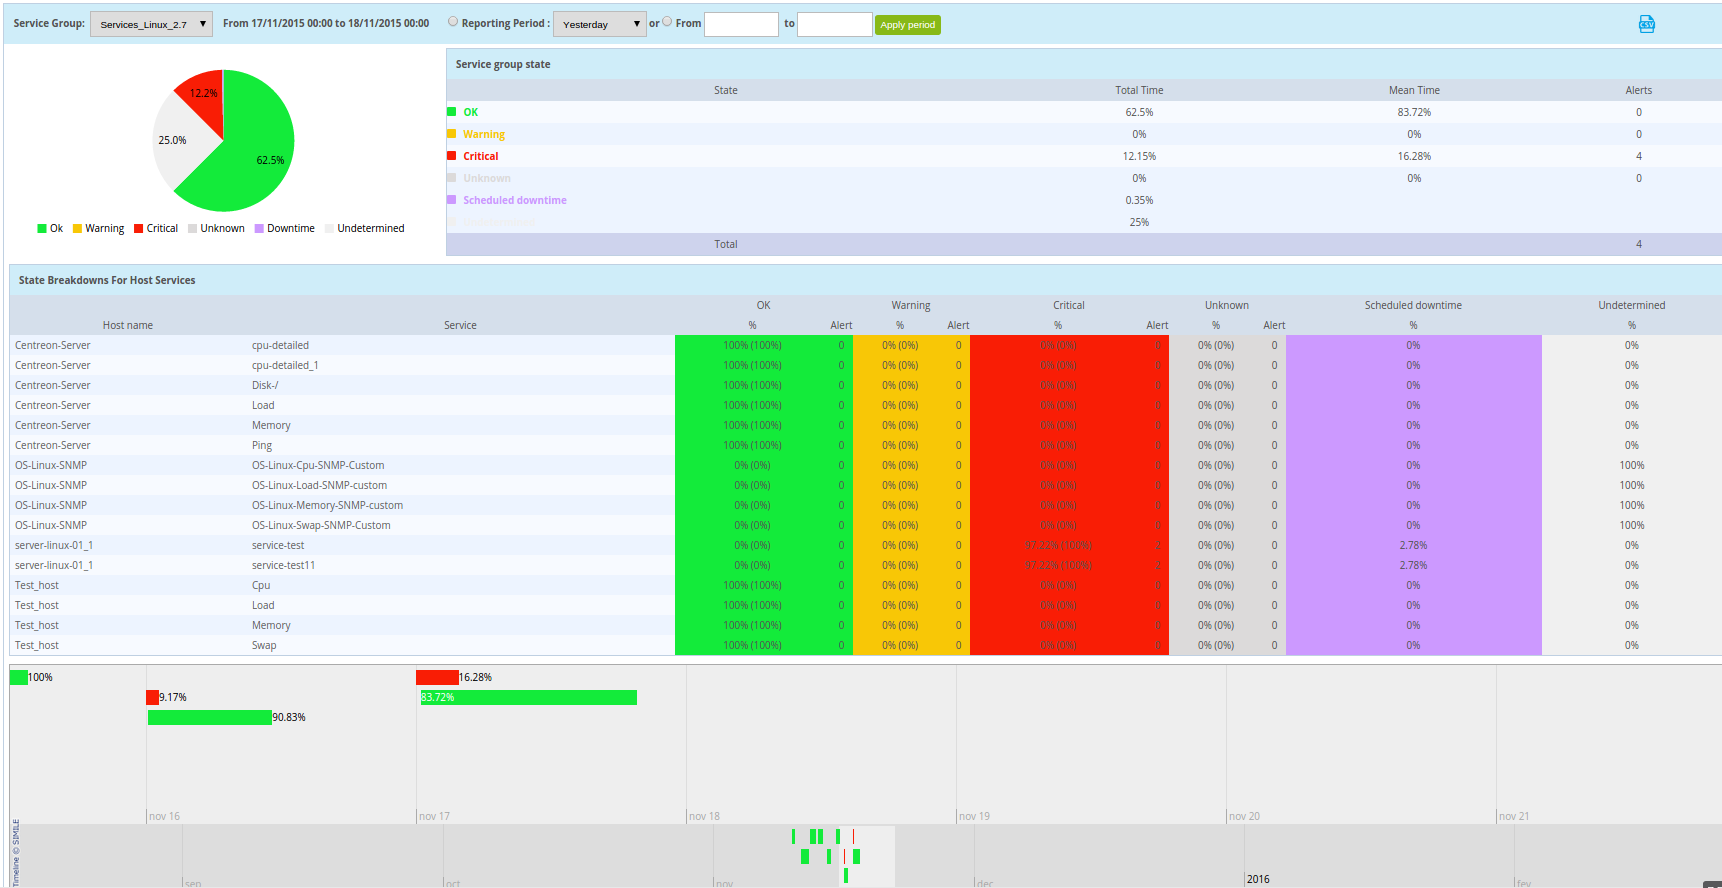 Service Group: Services_Linux_2.7 From 17/11/2015 00:00 to 18/11/2015 00:00 Reporting Period : Yesterday or From to Apply period CSV
12.2%
25.0%
62.5%
Ok Warning Critical Unknown Downtime Undetermined
Service group state
State Total Time Mean Time Alerts
OK 62.5% 83.72% 0
Warning 0% 0% 0
Critical 12.15% 16.28% 4
Unknown 0% 0% 0
Scheduled downtime 0.35%
25%
Total 4
State Breakdowns For Host Services
OK Warning Critical Unknown Scheduled downtime Undetermined
Host name Service % Alert % Alert % Alert % Alert % %
Centreon-Server cpu-detailed 100% (100%) 0 0% (0%) 0 0% (0%) 0 0% (0%) 0 0% 0%
Centreon-Server cpu-detailed_1 100% (100%) 0 0% (0%) 0 0% (0%) 0 0% (0%) 0 0% 0%
Centreon-Server Disk-/ 100% (100%) 0 0% (0%) 0 0% (0%) 0 0% (0%) 0 0% 0%
Centreon-Server Load 100% (100%) 0 0% (0%) 0 0% (0%) 0 0% (0%) 0 0% 0%
Centreon-Server Memory 100% (100%) 0 0% (0%) 0 0% (0%) 0 0% (0%) 0 0% 0%
Centreon-Server Ping 100% (100%) 0 0% (0%) 0 0% (0%) 0 0% (0%) 0 0% 0%
OS-Linux-SNMP OS-Linux-Cpu-SNMP-Custom 0% (0%) 0 0% (0%) 0 0% (0%) 0 0% (0%) 0 0% 100%
OS-Linux-SNMP OS-Linux-Load-SNMP-custom 0% (0%) 0 0% (0%) 0 0% (0%) 0 0% (0%) 0 0% 100%
OS-Linux-SNMP OS-Linux-Memory-SNMP-custom 0% (0%) 0 0% (0%) 0 0% (0%) 0 0% (0%) 0 0% 100%
OS-Linux-SNMP OS-Linux-Swap-SNMP-Custom 0% (0%) 0 0% (0%) 0 0% (0%) 0 0% (0%) 0 0% 100%
server-linux-01_1 service-test 0% (0%) 0 0% (0%) 0 97.22% (100%) 2 0% (0%) 0 2.78% 0%
server-linux-01_1 service-test11 0% (0%) 0 0% (0%) 0 97.22% (100%) 2 0% (0%) 0 2.78% 0%
Test_host Cpu 100% (100%) 0 0% (0%) 0 0% (0%) 0 0% (0%) 0 0% 0%
Test_host Load 100% (100%) 0 0% (0%) 0 0% (0%) 0 0% (0%) 0 0% 0%
Test_host Memory 100% (100%) 0 0% (0%) 0 0% (0%) 0 0% (0%) 0 0% 0%
Test_host Swap 100% (100%) 0 0% (0%) 0 0% (0%) 0 0% (0%) 0 0% 0%
100% 16.28%
9.17% 83.72%
90.83%
nov 16 nov 17 nov 18 nov 19 nov 20 nov 21
Timeline © SIMILE
sep oct nov dec 2016 fev